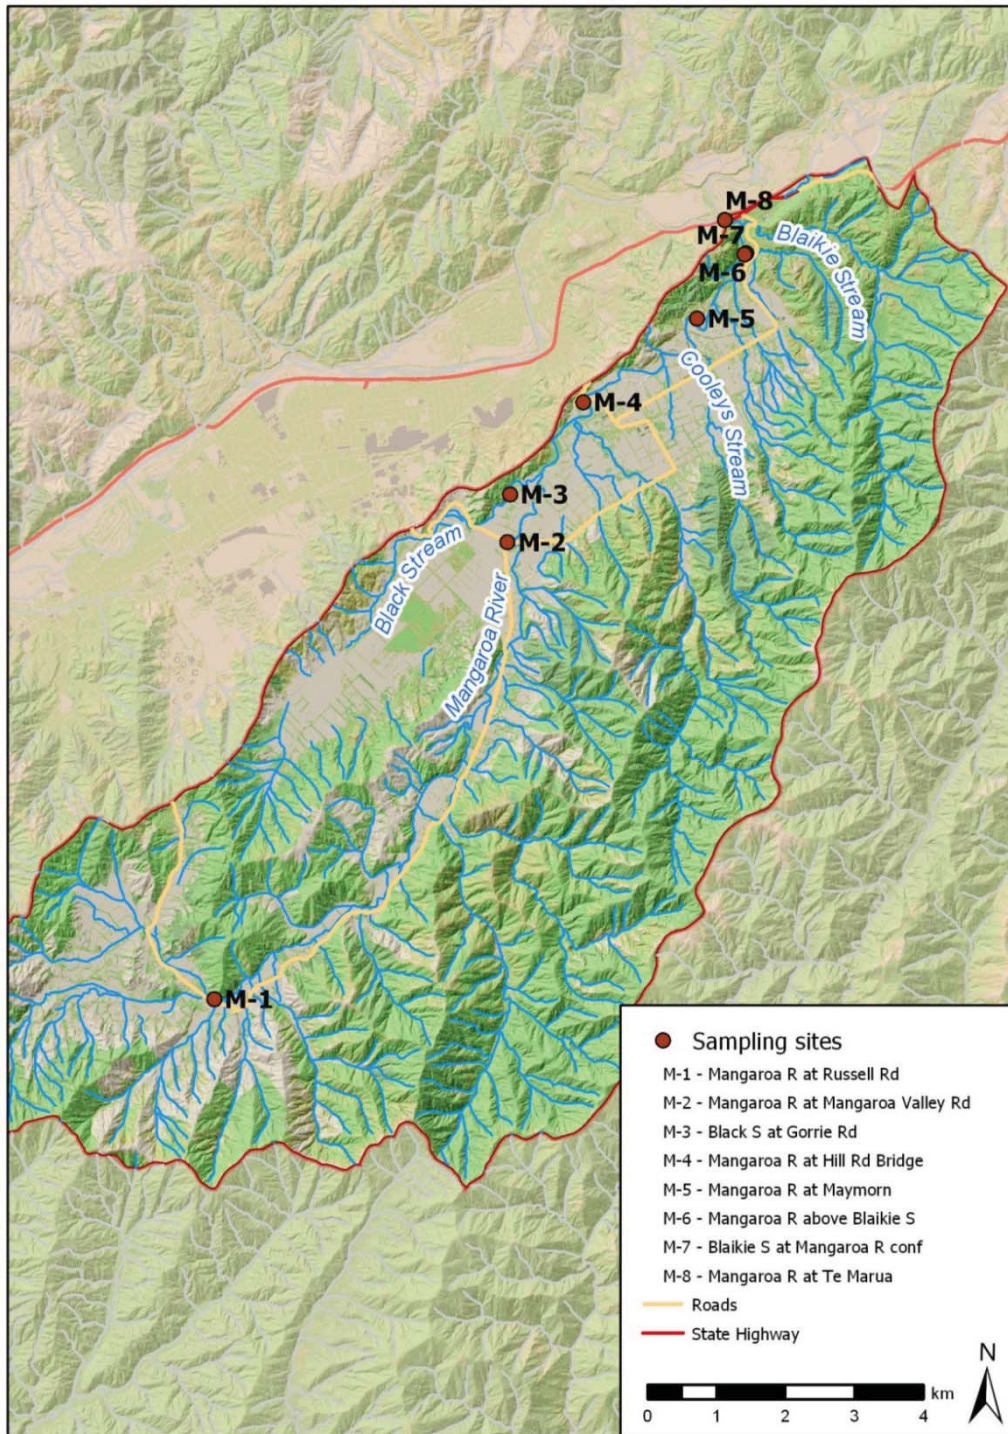 M-8
M-7
Blaikie Stream
M-6
M-5
Cooleys Stream
M-4
M-3
M-2
Black Stream
Mangaroa River
M-1
Sampling sites
M-1 - Mangaroa R at Russell Rd
M-2 - Mangaroa R at Mangaroa Valley Rd
M-3 - Black S at Gorrie Rd
M-4 - Mangaroa R at Hill Rd Bridge
M-5 - Mangaroa R at Maymorn
M-6 - Mangaroa R above Blaikie S
M-7 - Blaikie S at Mangaroa R conf
M-8 - Mangaroa R at Te Marua
Roads
State Highway
N
km
0 1 2 3 4